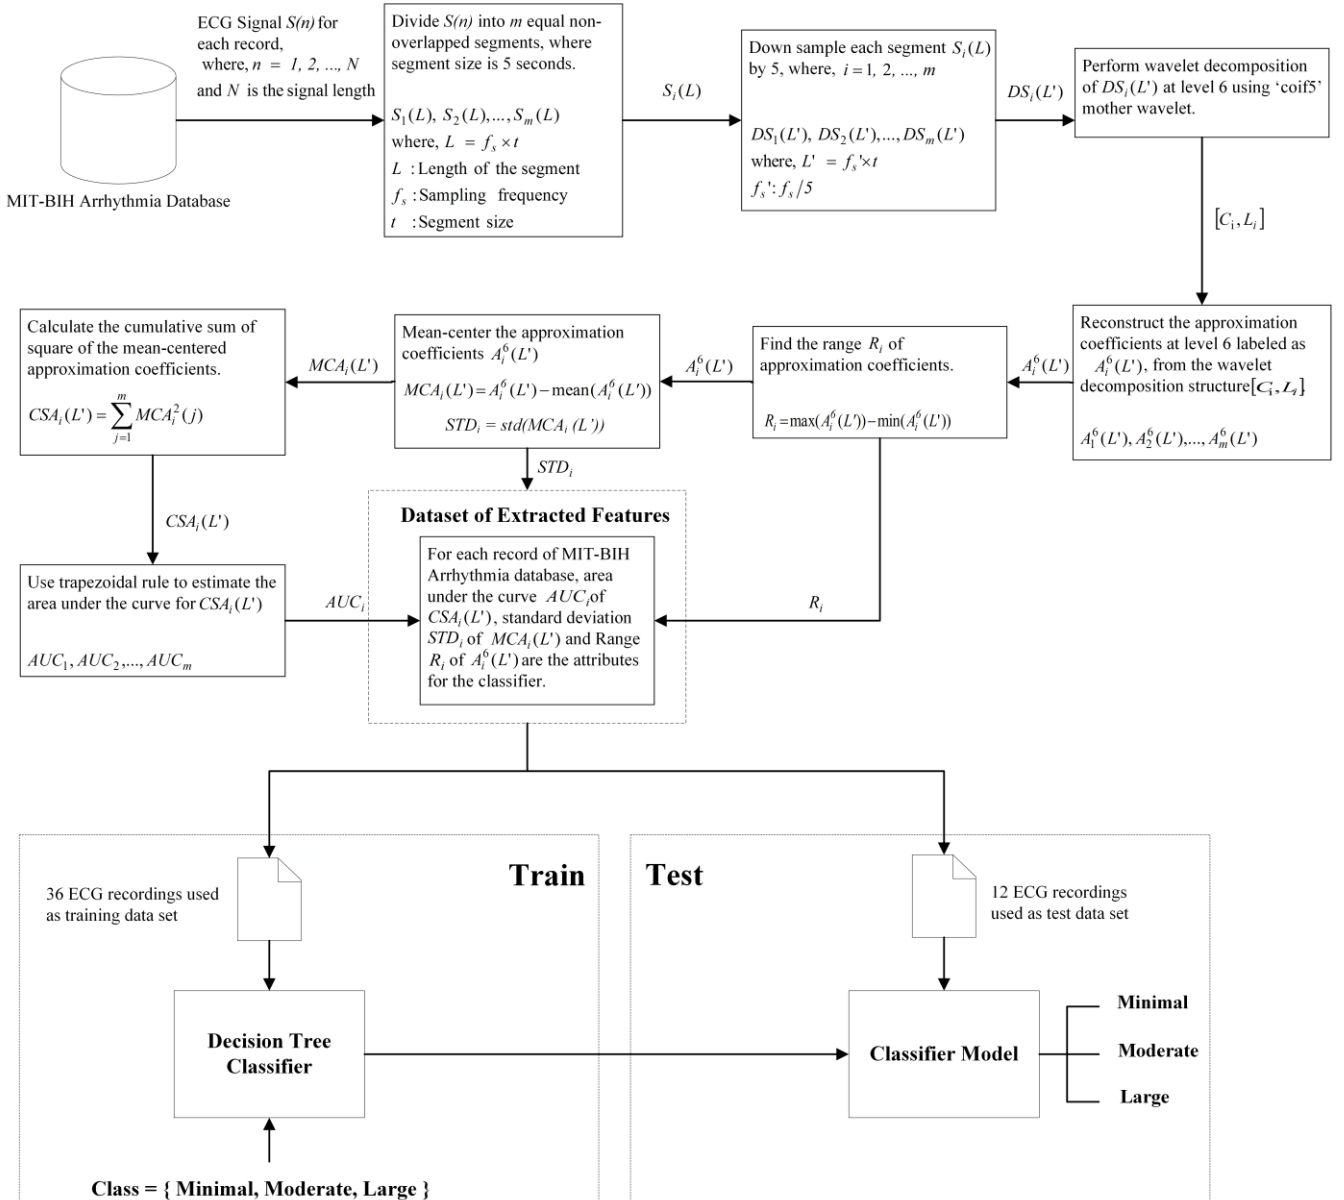 ECG Signal S(n) for
each record,
where, n = 1, 2, ..., N
and N is the signal length
MIT-BIH Arrhythmia Database
Divide S(n) into m equal non-
overlapped segments, where
segment size is 5 seconds.
S₁(L), S₂(L),..., Sₘ(L)
where, L = fₛ × t
L : Length of the segment
fₛ : Sampling frequency
t : Segment size
Sᵢ(L)
Down sample each segment Sᵢ(L)
by 5, where, i = 1, 2, ..., m
DS₁(L'), DS₂(L'),..., DSₘ(L')
where, L' = fₛ'×t
fₛ': fₛ/5
DSᵢ(L')
Perform wavelet decomposition
of DSᵢ(L') at level 6 using ‘coif5’
mother wavelet.
[Cᵢ, Lᵢ]
Reconstruct the approximation
coefficients at level 6 labeled as
Aᵢ⁶(L'), from the wavelet
decomposition structure[Cᵢ, Lᵢ]
A₁⁶(L'), A₂⁶(L'),..., Aₘ⁶(L')
Aᵢ⁶(L')
Find the range Rᵢ of
approximation coefficients.
Rᵢ = max(Aᵢ⁶(L')) − min(Aᵢ⁶(L'))
Aᵢ⁶(L')
Mean-center the approximation
coefficients Aᵢ⁶(L')
MCAᵢ(L') = Aᵢ⁶(L') − mean(Aᵢ⁶(L'))
STDᵢ = std(MCAᵢ (L'))
MCAᵢ(L')
Calculate the cumulative sum of
square of the mean-centered
approximation coefficients.
CSAᵢ(L') = ∑ⱼ₌₁ᵐ MCAᵢ²(j)
CSAᵢ(L')
Use trapezoidal rule to estimate the
area under the curve for CSAᵢ(L')
AUC₁, AUC₂,..., AUCₘ
AUCᵢ
STDᵢ
Rᵢ
Dataset of Extracted Features
For each record of MIT-BIH
Arrhythmia database, area
under the curve AUCᵢ of
CSAᵢ(L'), standard deviation
STDᵢ of MCAᵢ(L') and Range
Rᵢ of Aᵢ⁶(L') are the attributes
for the classifier.
Train
36 ECG recordings used
as training data set
Decision Tree
Classifier
Class = { Minimal, Moderate, Large }
Test
12 ECG recordings
used as test data set
Classifier Model
Minimal
Moderate
Large